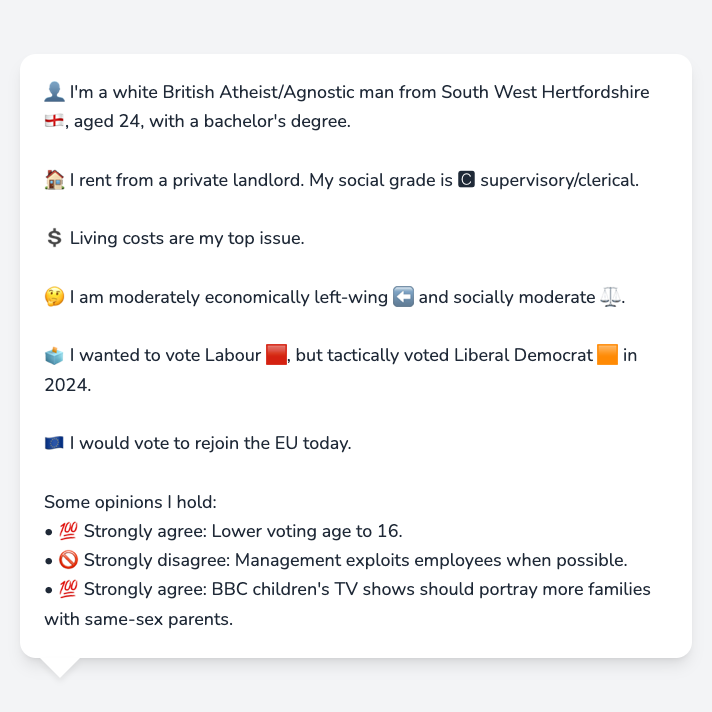 👤 I'm a white British Atheist/Agnostic man from South West Hertfordshire
🏴󠁧󠁢󠁥󠁮󠁧󠁿, aged 24, with a bachelor's degree.
🏠 I rent from a private landlord. My social grade is 🅲 supervisory/clerical.
💲 Living costs are my top issue.
🤔 I am moderately economically left-wing ⬅️ and socially moderate ⚖️.
🗳️ I wanted to vote Labour 🟥, but tactically voted Liberal Democrat 🟧 in
2024.
🇪🇺 I would vote to rejoin the EU today.
Some opinions I hold:
• 💯 Strongly agree: Lower voting age to 16.
• 🚫 Strongly disagree: Management exploits employees when possible.
• 💯 Strongly agree: BBC children's TV shows should portray more families
with same-sex parents.